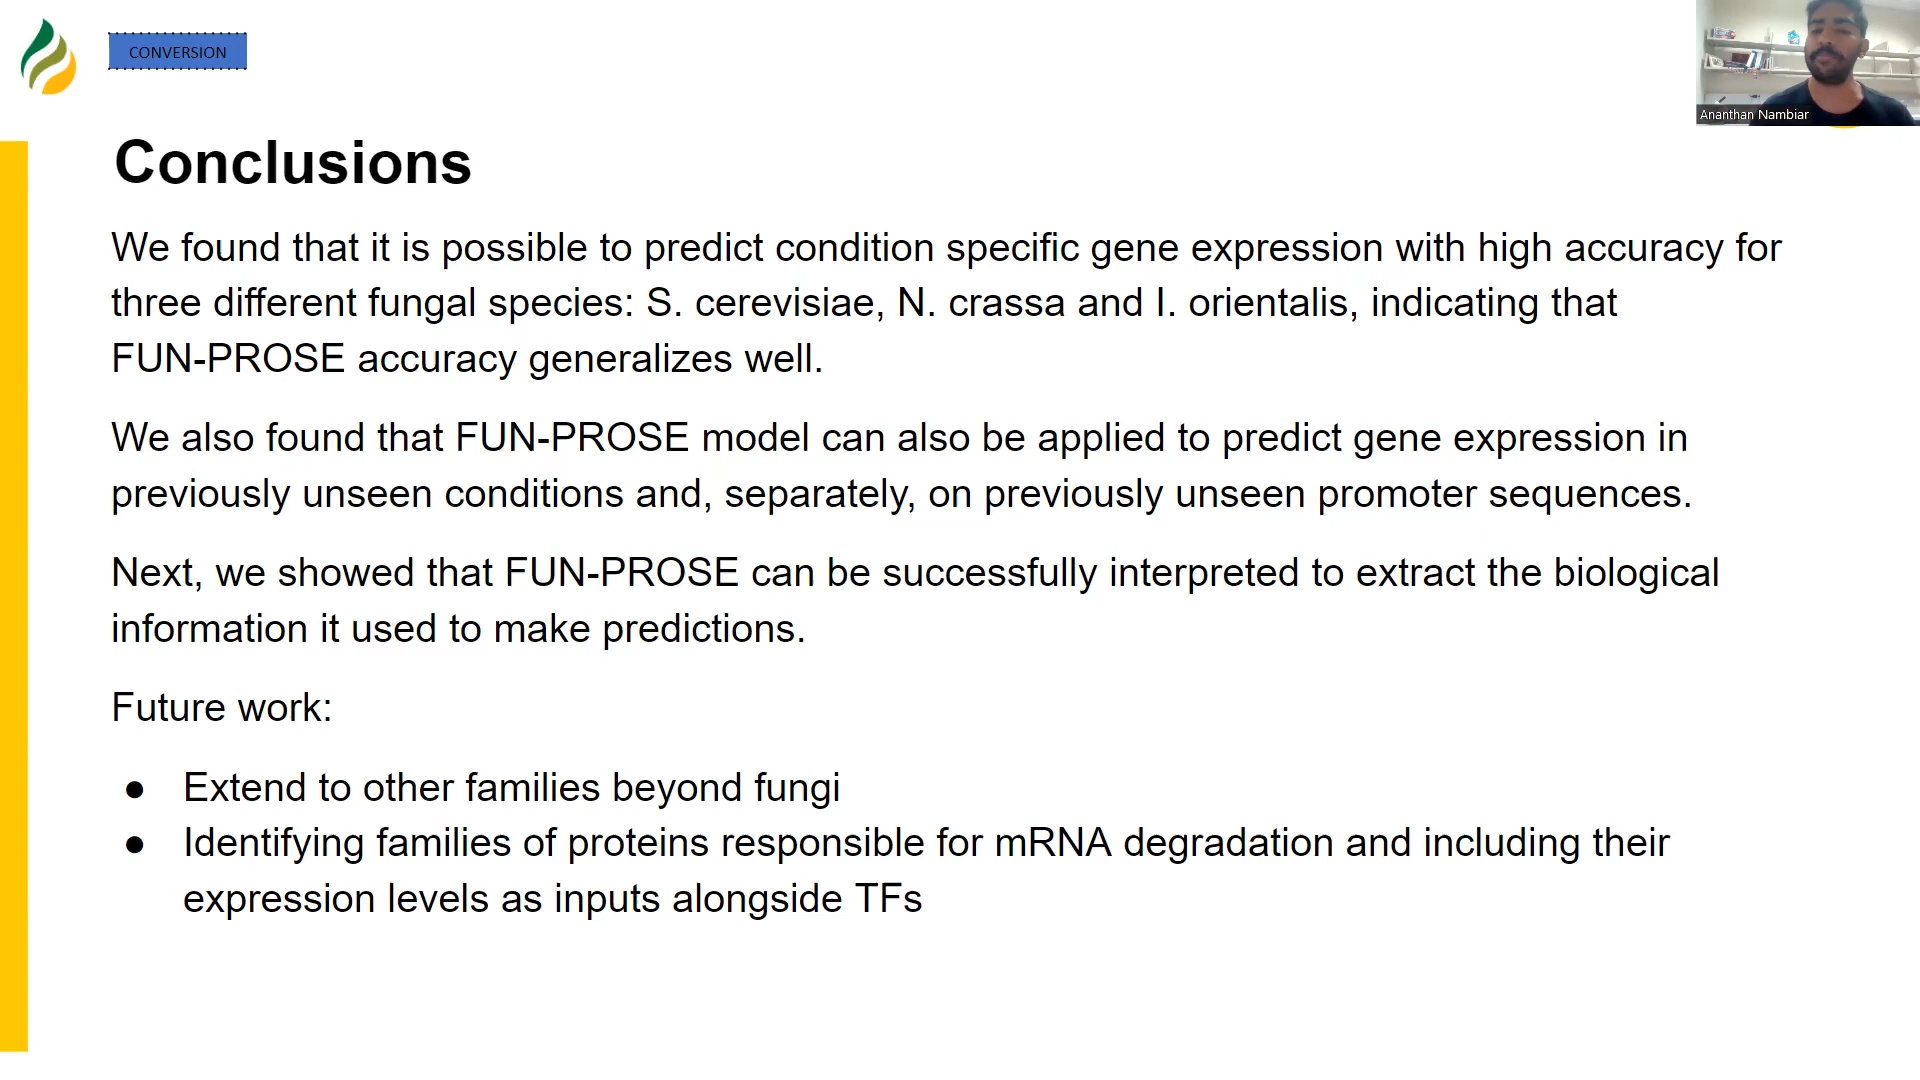 CONVERSION
Ananthan Nambiar
Conclusions
We found that it is possible to predict condition specific gene expression with high accuracy for
three different fungal species: S. cerevisiae, N. crassa and I. orientalis, indicating that
FUN-PROSE accuracy generalizes well.
We also found that FUN-PROSE model can also be applied to predict gene expression in
previously unseen conditions and, separately, on previously unseen promoter sequences.
Next, we showed that FUN-PROSE can be successfully interpreted to extract the biological
information it used to make predictions.
Future work:
● Extend to other families beyond fungi
● Identifying families of proteins responsible for mRNA degradation and including their
expression levels as inputs alongside TFs